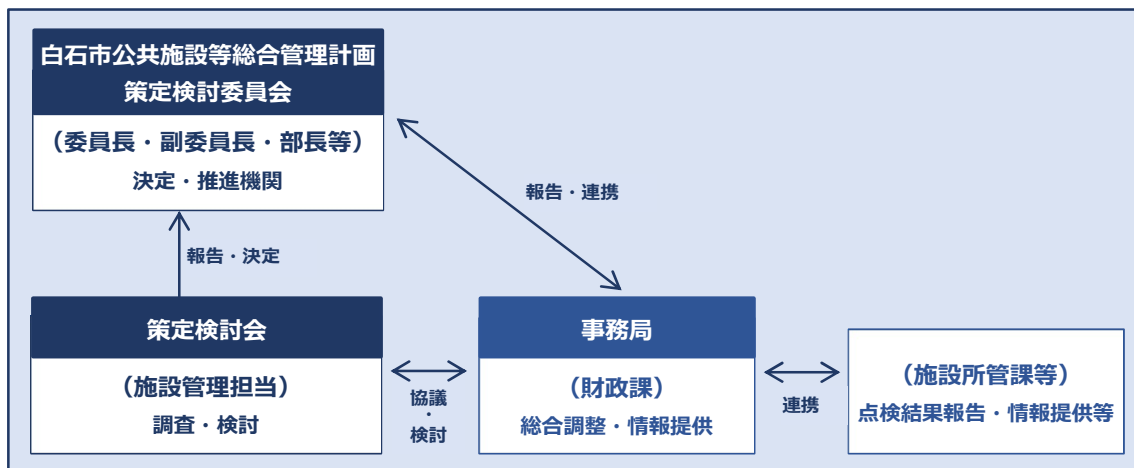 白石市公共施設等総合管理計画
策定検討委員会
（委員長・副委員長・部長等）
決定・推進機関
報告・連携
報告・決定
策定検討会
（施設管理担当）
調査・検討
協議
・
検討
事務局
（財政課）
総合調整・情報提供
連携
（施設所管課等）
点検結果報告・情報提供等